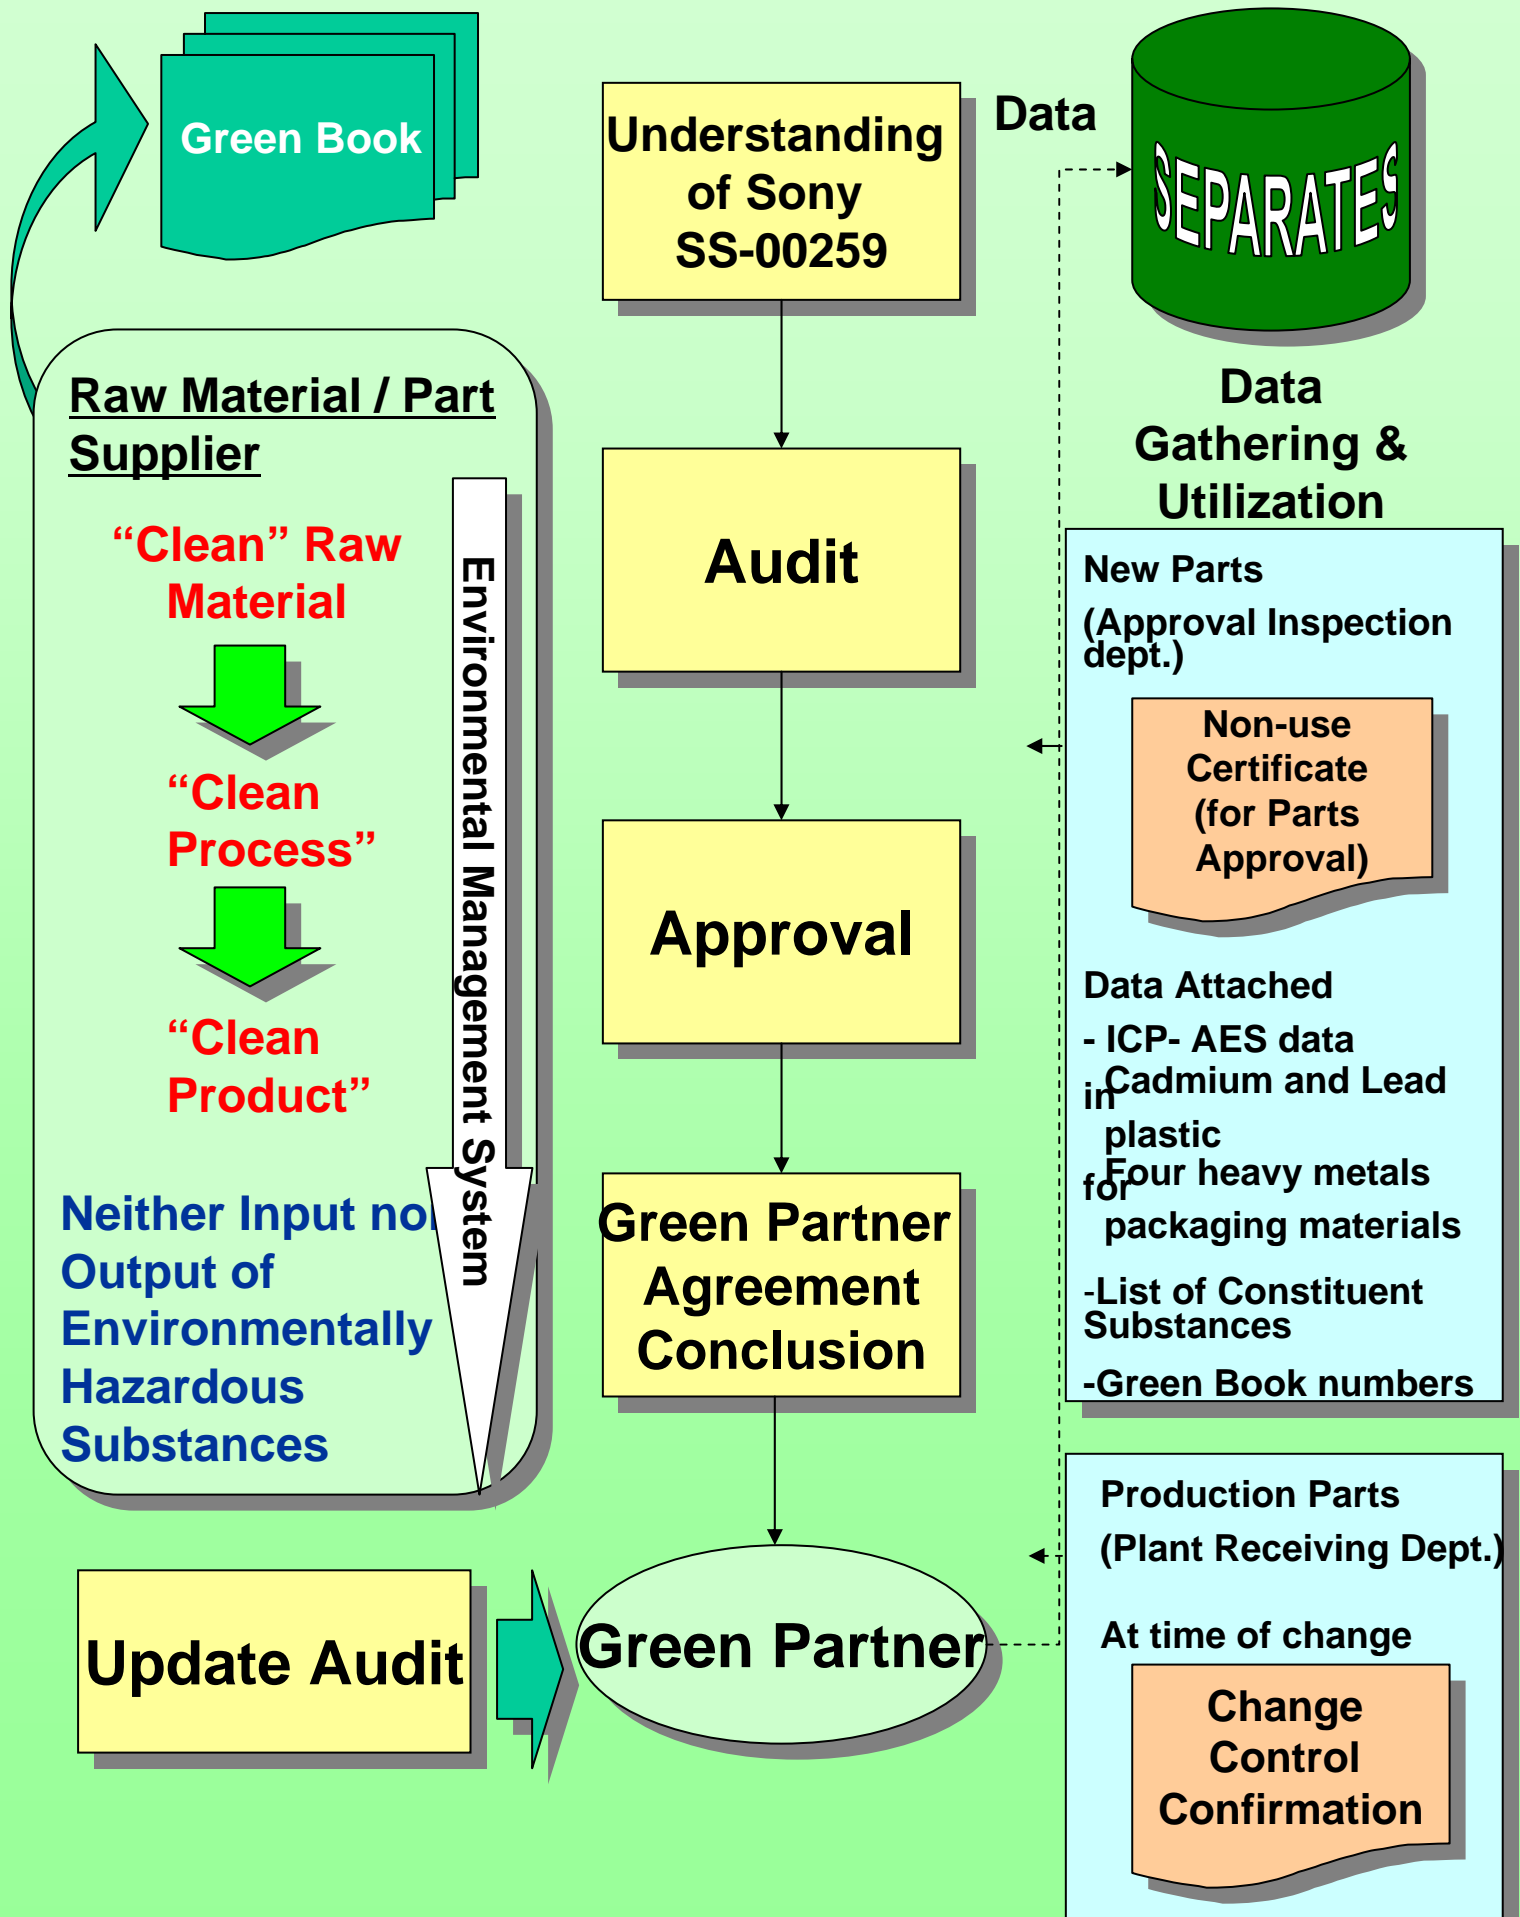 Green Book
Raw Material / Part
Supplier
“Clean” Raw
Material
“Clean
Process”
“Clean
Product”
Neither Input nor
Output of
Environmentally
Hazardous
Substances
Environmental Management System
Update Audit
Understanding
of Sony
SS-00259
Audit
Approval
Green Partner
Agreement
Conclusion
Green Partner
Data
SEPARATES
Data
Gathering &
Utilization
New Parts
(Approval Inspection
dept.)
Non-use
Certificate
(for Parts
Approval)
Data Attached
- ICP- AES data
Cadmium and Lead
in
plastic
Four heavy metals
for
packaging materials
-List of Constituent
Substances
-Green Book numbers
Production Parts
(Plant Receiving Dept.)
At time of change
Change
Control
Confirmation